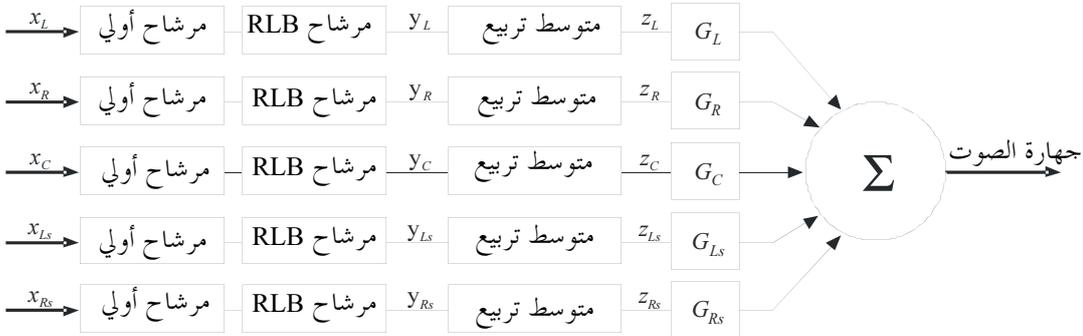 x_L مرشاح أولي مرشاح RLB y_L متوسط تربيع z_L G_L
x_R مرشاح أولي مرشاح RLB y_R متوسط تربيع z_R G_R
x_C مرشاح أولي مرشاح RLB y_C متوسط تربيع z_C G_C Σ جهارة الصوت
x_Ls مرشاح أولي مرشاح RLB y_Ls متوسط تربيع z_Ls G_Ls
x_Rs مرشاح أولي مرشاح RLB y_Rs متوسط تربيع z_Rs G_Rs